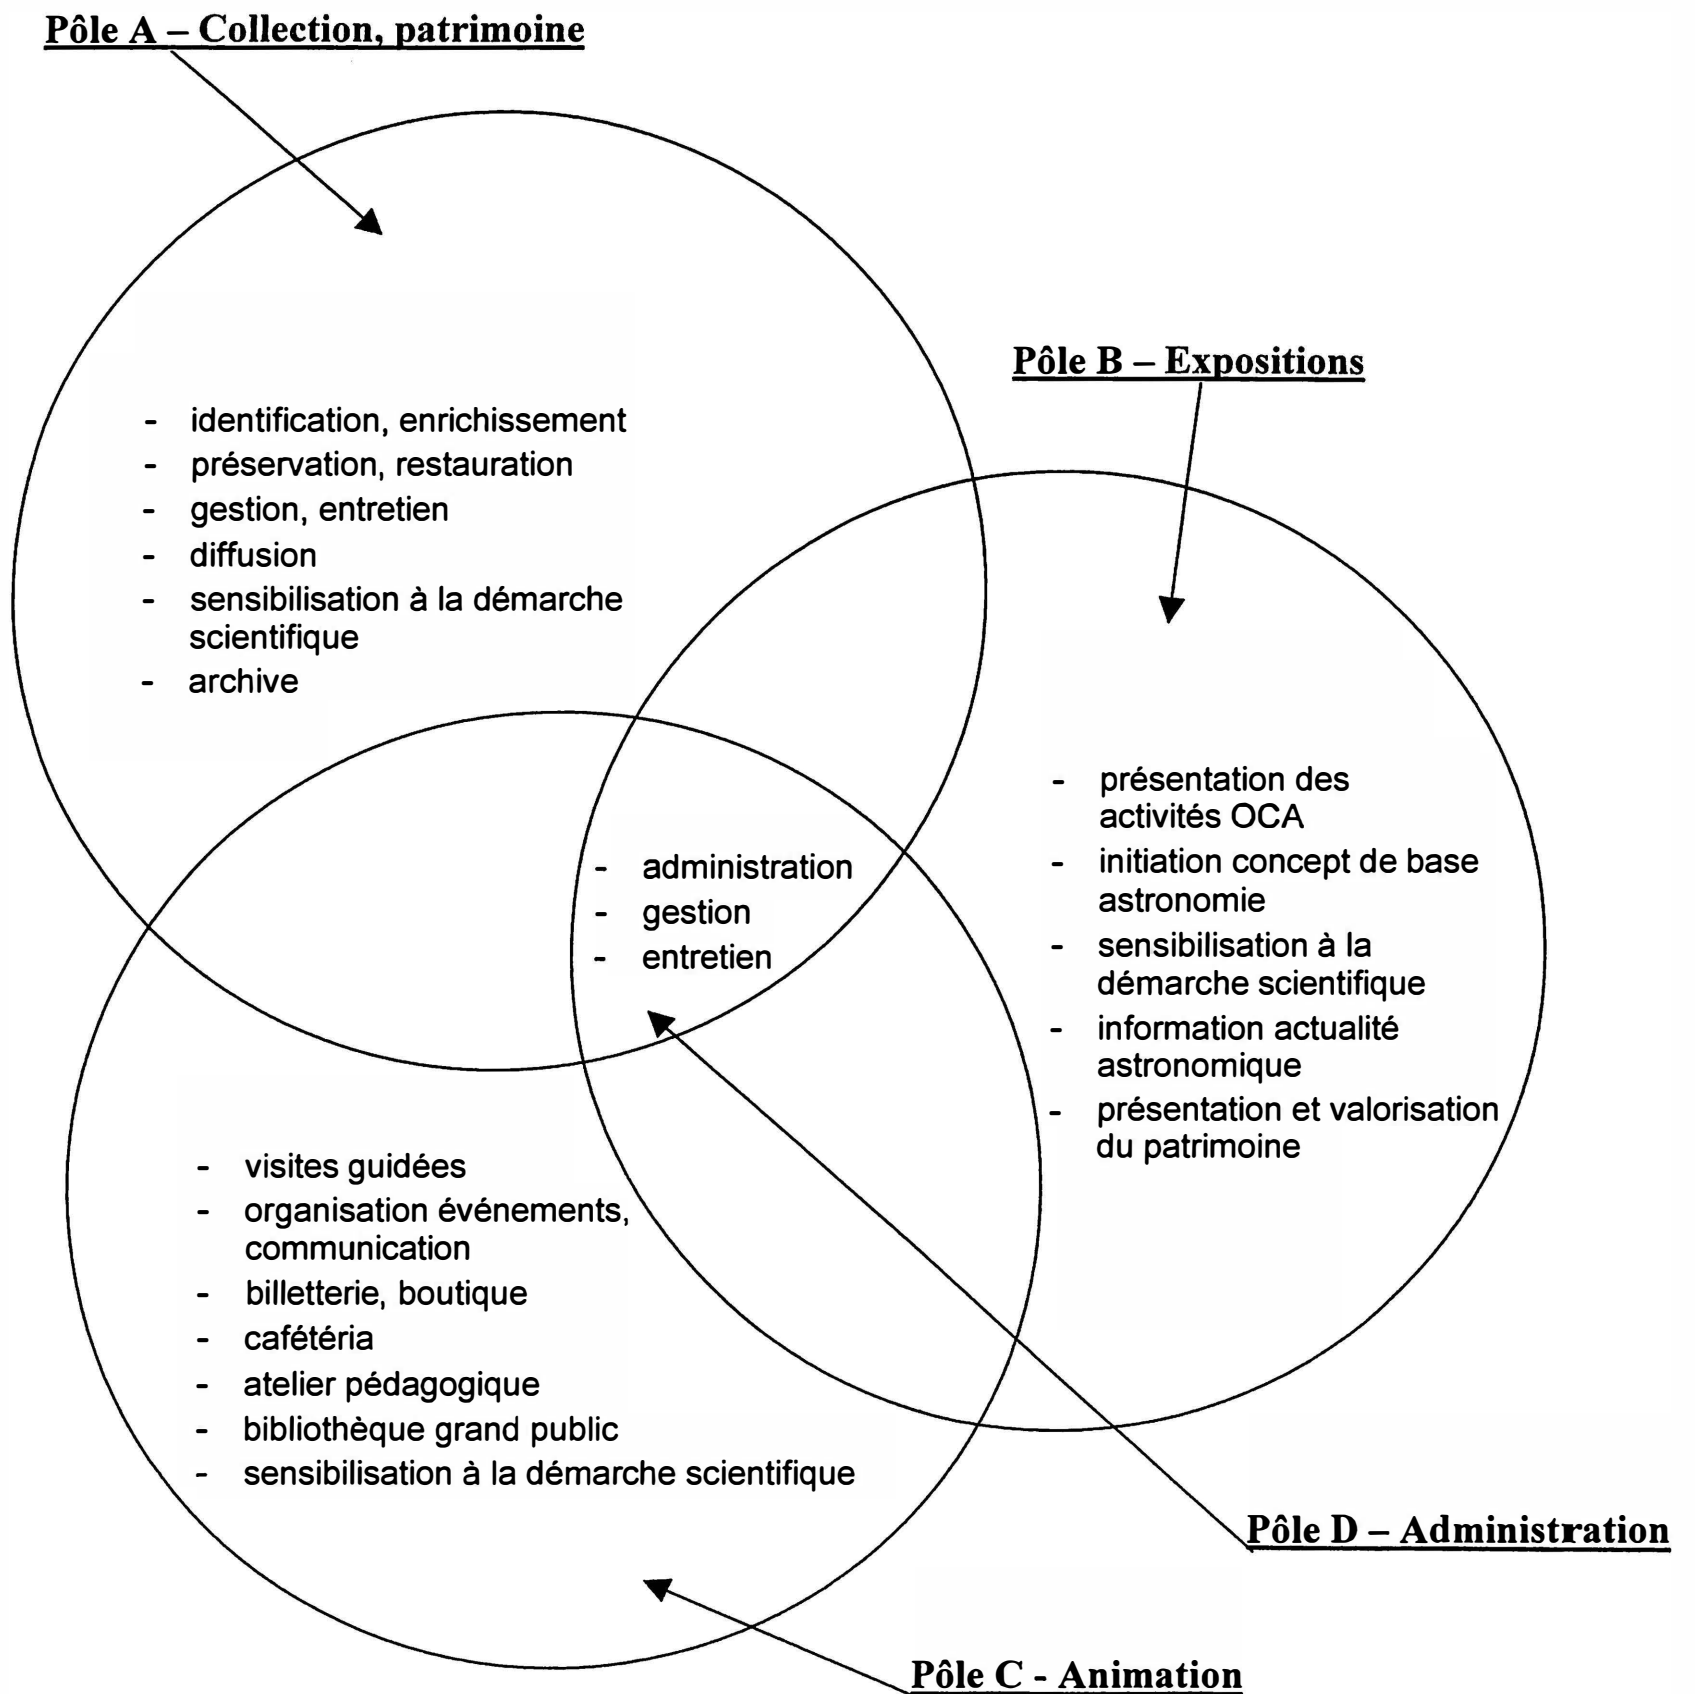 Pôle A – Collection, patrimoine
- identification, enrichissement
- préservation, restauration
- gestion, entretien
- diffusion
- sensibilisation à la démarche
scientifique
- archive
Pôle B – Expositions
- présentation des
activités OCA
- initiation concept de base
astronomie
- sensibilisation à la
démarche scientifique
- information actualité
astronomique
- présentation et valorisation
du patrimoine
- administration
- gestion
- entretien
- visites guidées
- organisation événements,
communication
- billetterie, boutique
- cafétéria
- atelier pédagogique
- bibliothèque grand public
- sensibilisation à la démarche scientifique
Pôle D – Administration
Pôle C - Animation